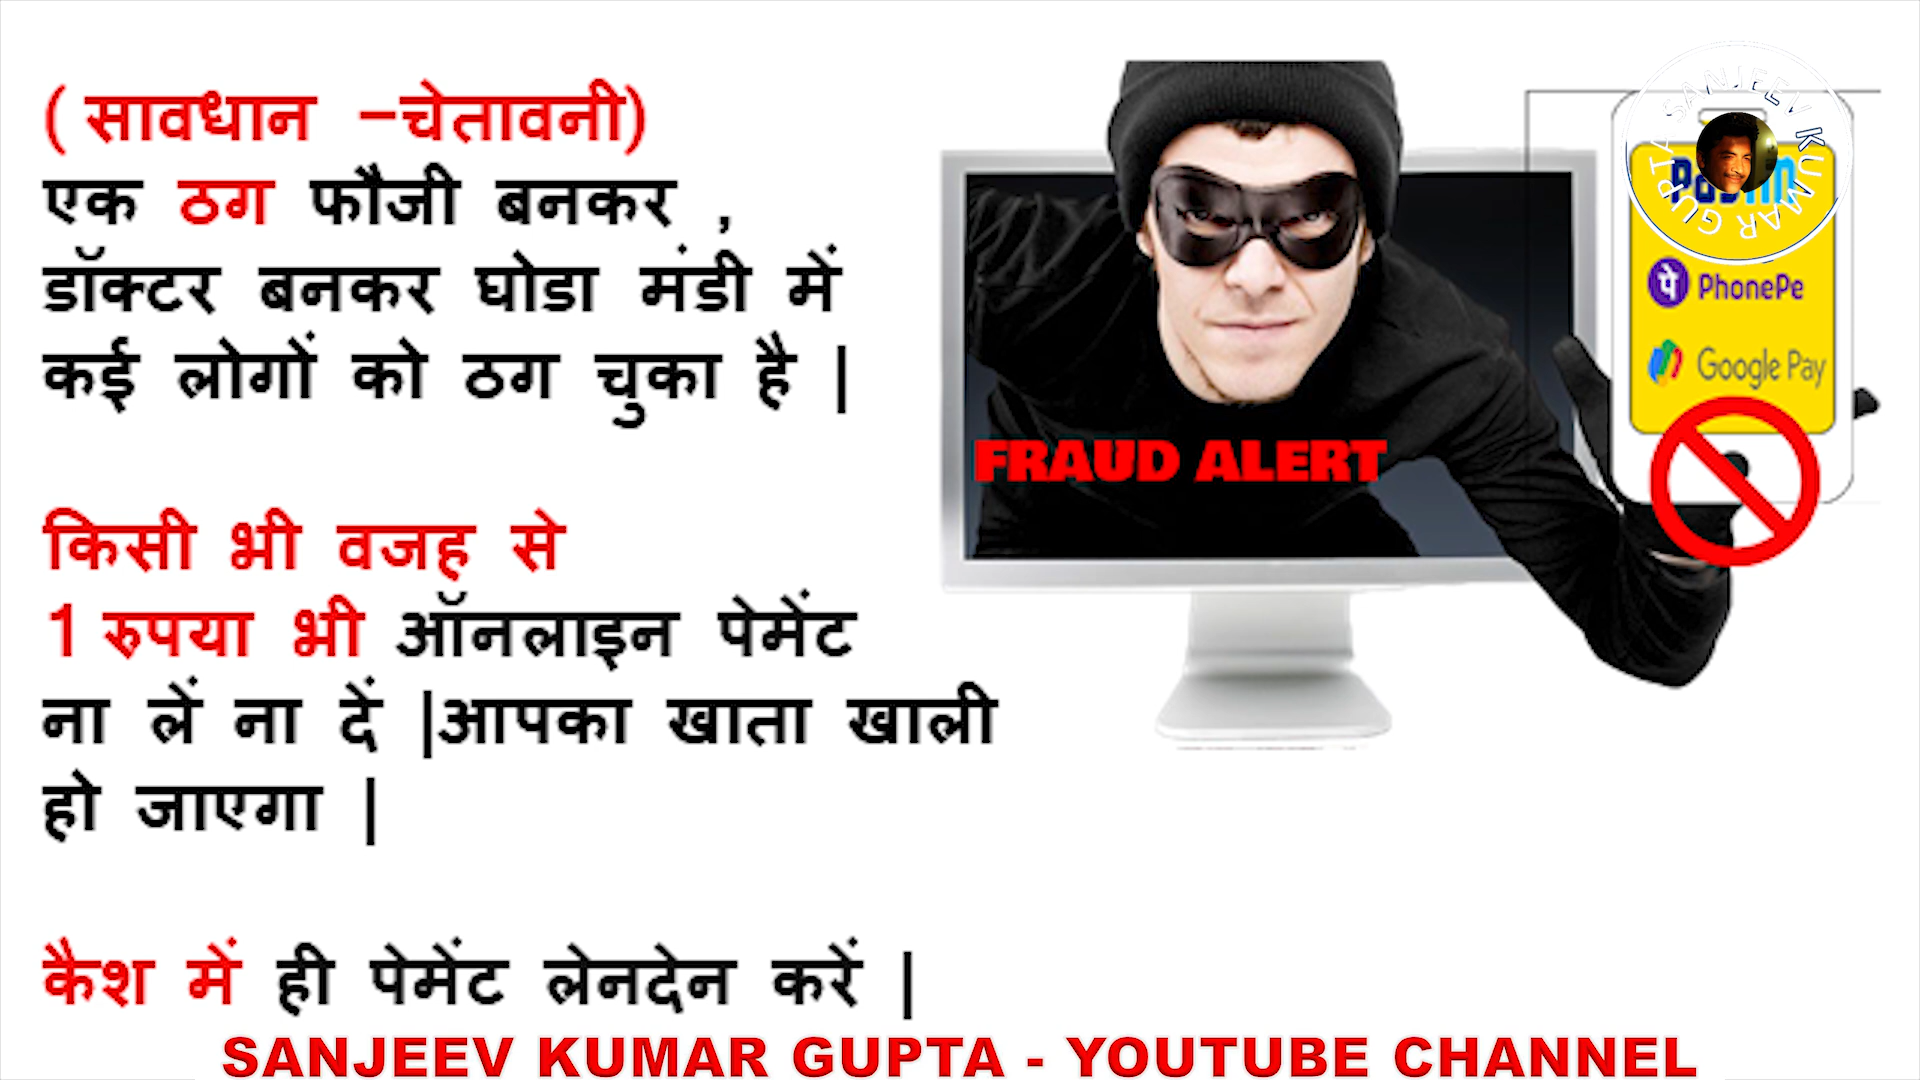 ( सावधान -चेतावनी)
एक ठग फौजी बनकर ,
डॉक्टर बनकर घोडा मंडी में
कई लोगों को ठग चुका है |
किसी भी वजह से
1 रुपया भी ऑनलाइन पेमेंट
ना लें ना दें |आपका खाता खाली
हो जाएगा |
कैश में ही पेमेंट लेनदेन करें |
FRAUD ALERT
SANJEEV KUMAR GUPTA
पे PhonePe
Google Pay
SANJEEV KUMAR GUPTA - YOUTUBE CHANNEL